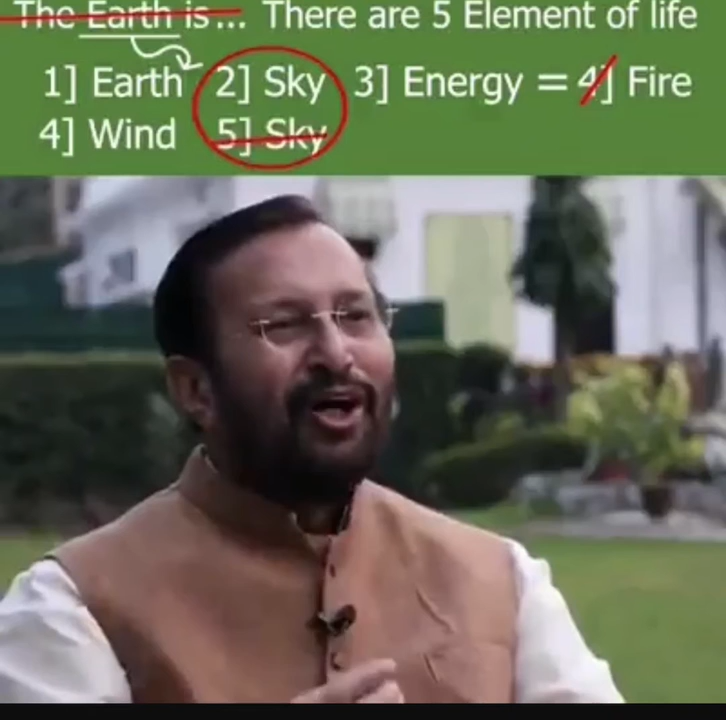 The Earth is... There are 5 Element of life
1] Earth 2] Sky 3] Energy = 4] Fire
4] Wind 5] Sky